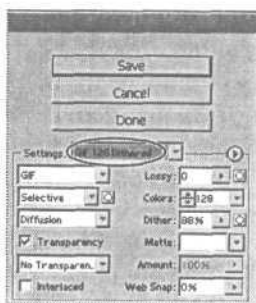 Save
Cancel
Done
Settings: GIF 128 Dithered
GIF Lossy: 0
Selective Colors: 128
Diffusion Dither: 88%
Transparency Matte:
No Transparen... Amount: 100%
Interlaced Web Snap: 0%